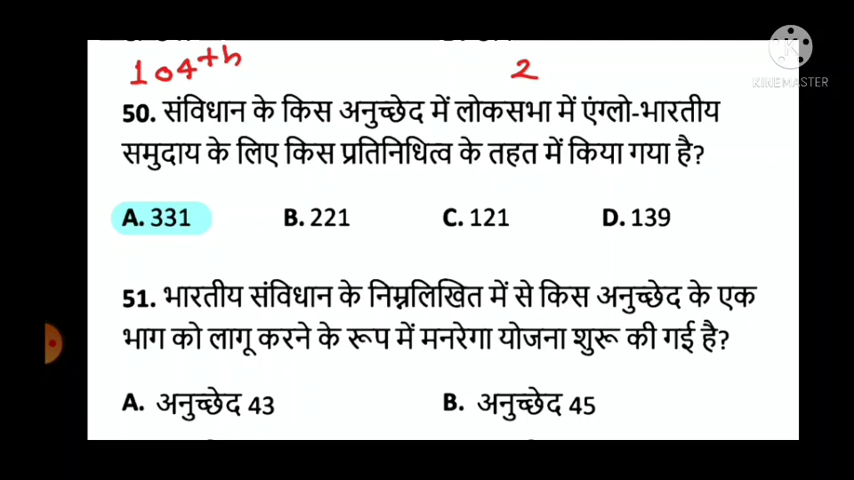 104th 2
KINEMASTER
50. संविधान के किस अनुच्छेद में लोकसभा में एंग्लो-भारतीय
समुदाय के लिए किस प्रतिनिधित्व के तहत में किया गया है?
A. 331 B. 221 C. 121 D. 139
51. भारतीय संविधान के निम्नलिखित में से किस अनुच्छेद के एक
भाग को लागू करने के रूप में मनरेगा योजना शुरू की गई है?
A. अनुच्छेद 43 B. अनुच्छेद 45